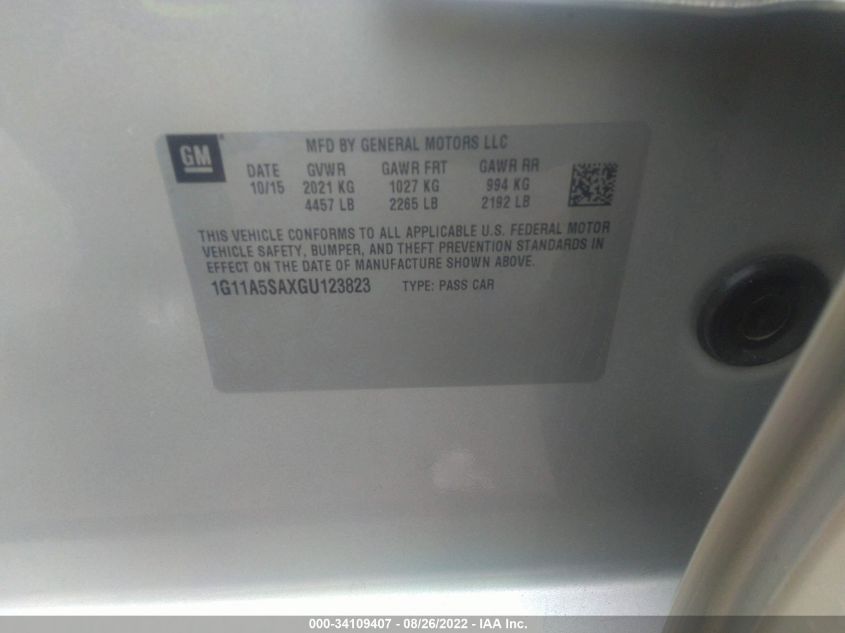 GM
MFD BY GENERAL MOTORS LLC
DATE GVWR GAWR FRT GAWR RR
10/15 2021 KG 1027 KG 994 KG
4457 LB 2265 LB 2192 LB
THIS VEHICLE CONFORMS TO ALL APPLICABLE U.S. FEDERAL MOTOR
VEHICLE SAFETY, BUMPER, AND THEFT PREVENTION STANDARDS IN
EFFECT ON THE DATE OF MANUFACTURE SHOWN ABOVE.
1G11A5SAXGU123823 TYPE: PASS CAR
000-34109407 - 08/26/2022 - IAA Inc.